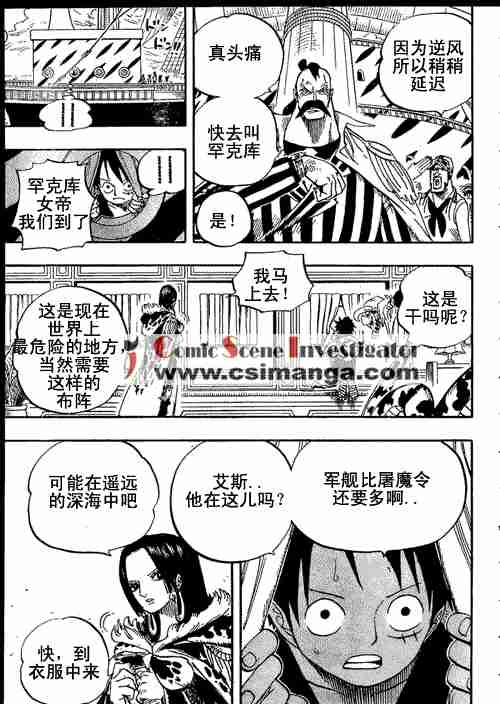 因为逆风
所以稍稍
延迟
真头痛
快去叫
罕克库
是！
!!!
!!!!
罕克库
女帝
我们到了
这是
干吗呢？
我马
上去！
这是现在
世界上
最危险的地方,
当然需要
这样的
布阵
5 Comic Scene Investigator
www.csimanga.com
军舰比屠魔令
还要多啊..
艾斯..
他在这儿吗？
可能在遥远
的深海中吧
快，到
衣服中来